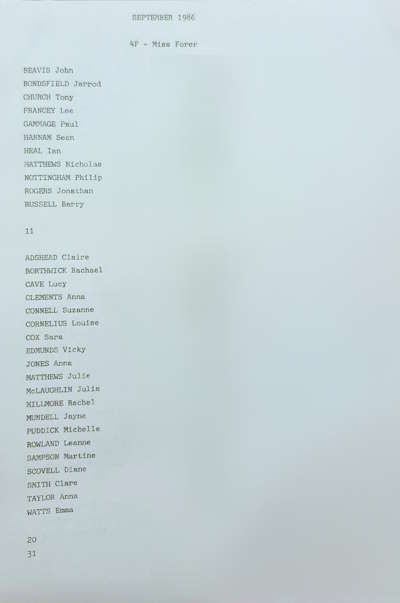 SEPTEMBER 1986
4F - Miss Forer
BEAVIS John
BONDSFIELD Jarrod
CHURCH Tony
FRANCEY Lee
GAMMAGE Paul
HANNAM Sean
HEAL Ian
MATTHEWS Nicholas
NOTTINGHAM Philip
ROGERS Jonathan
RUSSELL Barry
11
ADSHEAD Claire
BORTHWICK Rachael
CAVE Lucy
CLEMENTS Anna
CONNELL Suzanne
CORNELIUS Louise
COX Sara
EDMUNDS Vicky
JONES Anna
MATTHEWS Julie
McLAUGHLIN Julia
MILLMORE Rachel
MUNDELL Jayne
PUDDICK Michelle
ROWLAND Leanne
SAMPSON Martine
SCOVELL Diane
SMITH Clare
TAYLOR Anna
WATTS Emma
20
31